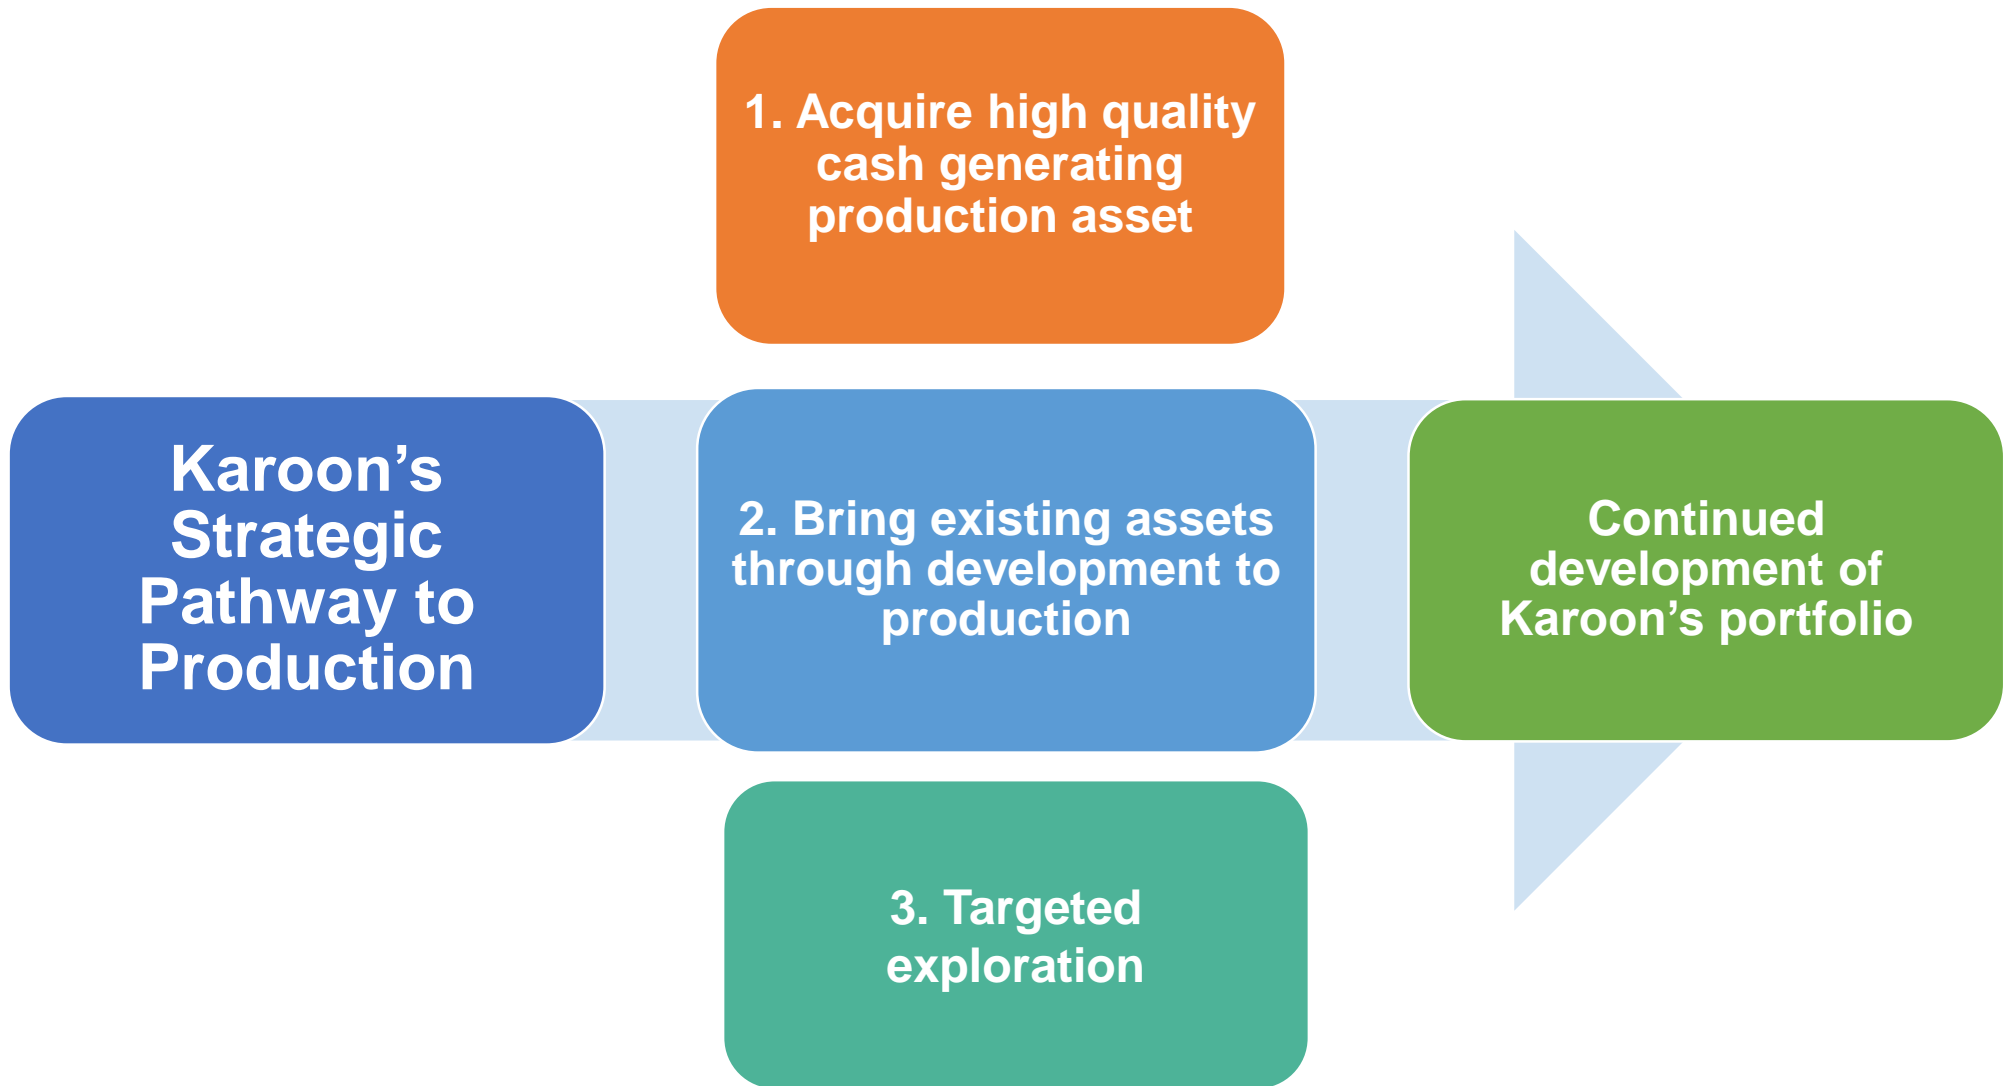 1. Acquire high quality
cash generating
production asset
Karoon’s
Strategic
Pathway to
Production
2. Bring existing assets
through development to
production
Continued
development of
Karoon’s portfolio
3. Targeted
exploration